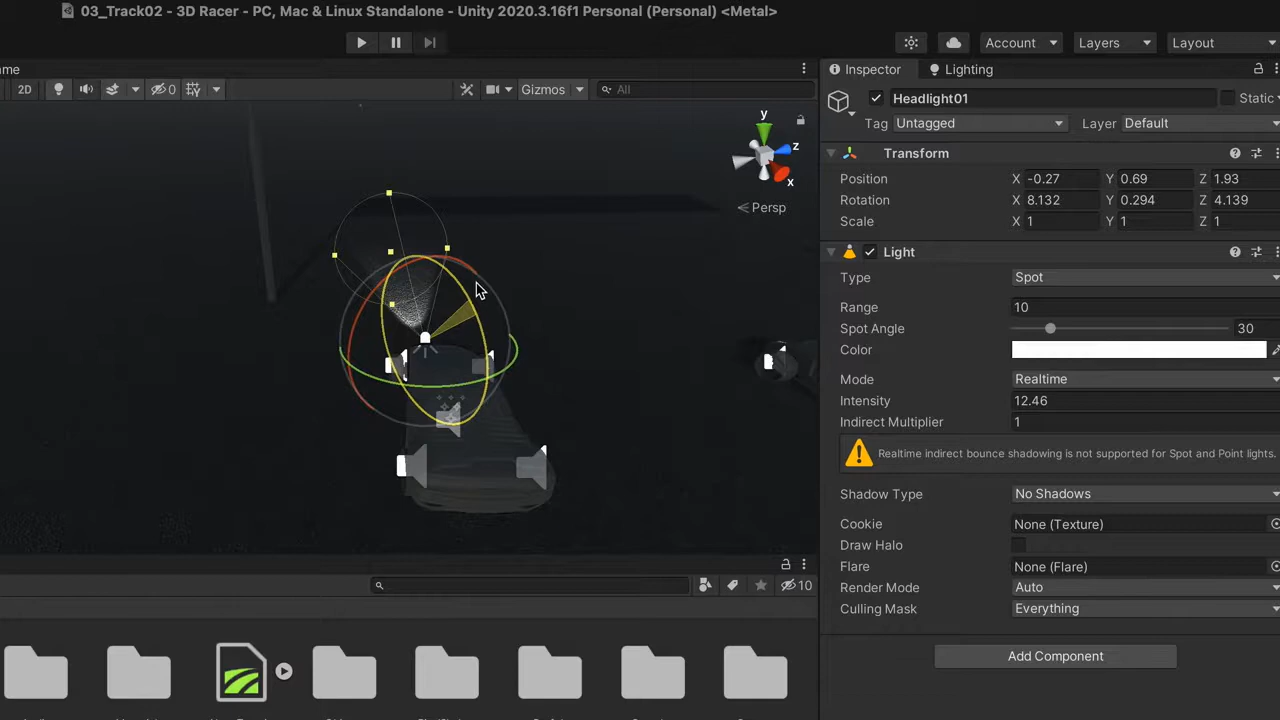 03_Track02 - 3D Racer - PC, Mac & Linux Standalone - Unity 2020.3.16f1 Personal (Personal) <Metal>
Account Layers Layout
me
Inspector Lighting
2D 0 Gizmos All
Headlight01 Static
Tag Untagged Layer Default
y
z
x
Persp
Transform
Position X -0.27 Y 0.69 Z 1.93
Rotation X 8.132 Y 0.294 Z 4.139
Scale X 1 Y 1 Z 1
Light
Type Spot
Range 10
Spot Angle 30
Color
Mode Realtime
Intensity 12.46
Indirect Multiplier 1
Realtime indirect bounce shadowing is not supported for Spot and Point lights.
Shadow Type No Shadows
Cookie None (Texture)
Draw Halo
Flare None (Flare)
Render Mode Auto
Culling Mask Everything
10
Add Component